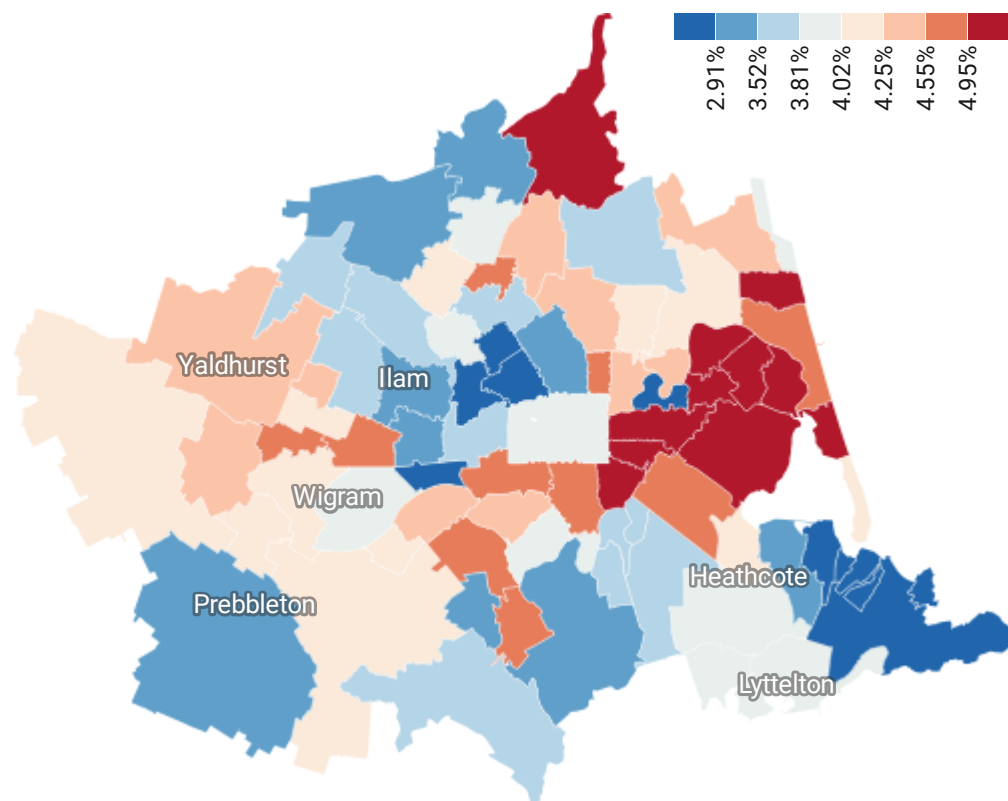 2.91%
3.52%
3.81%
4.02%
4.25%
4.55%
4.95%
Yaldhurst
Ilam
Wigram
Heathcote
Prebbleton
Lyttelton